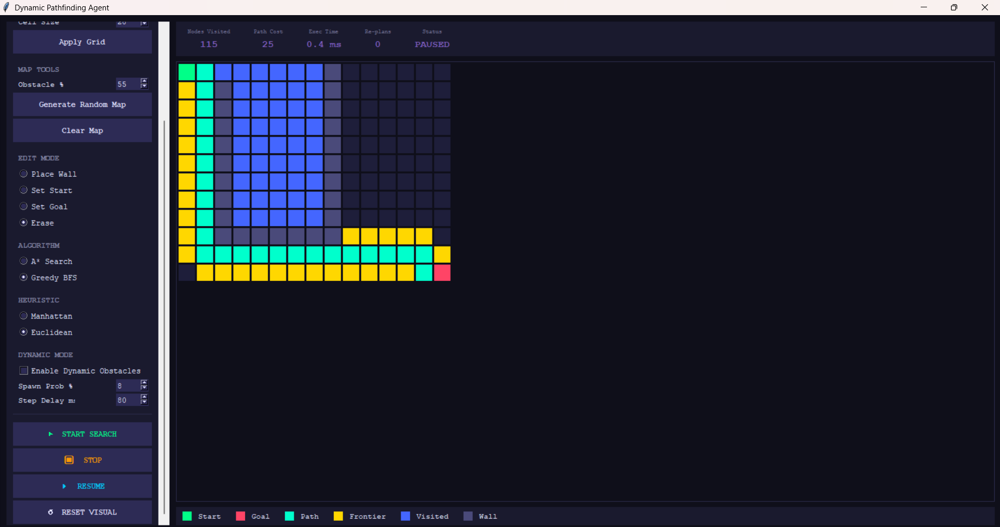 Dynamic Pathfinding Agent
Cell Size 20
Apply Grid
MAP TOOLS
Obstacle % 55
Generate Random Map
Clear Map
EDIT MODE
Place Wall
Set Start
Set Goal
Erase
ALGORITHM
A* Search
Greedy BFS
HEURISTIC
Manhattan
Euclidean
DYNAMIC MODE
Enable Dynamic Obstacles
Spawn Prob % 8
Step Delay ms 80
START SEARCH
STOP
RESUME
RESET VISUAL
Nodes Visited Path Cost Exec Time Re-plans Status
115 25 0.4 ms 0 PAUSED
Start Goal Path Frontier Visited Wall